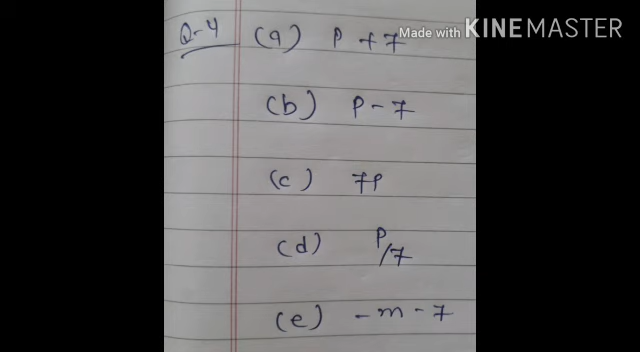 Made with KINEMASTER
Q-4 (a) P + 7
(b) P - 7
(c) 7P
(d) P/7
(e) - m - 7